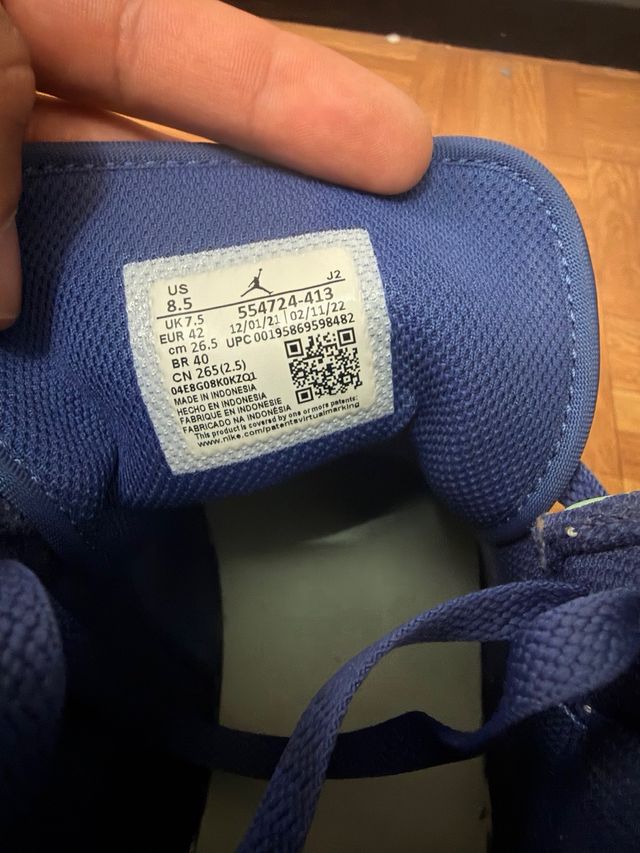 US
8.5
J2
UK 7.5
554724-413
EUR 42
12/01/21 | 02/11/22
cm 26.5
UPC 00195869598482
BR 40
CN 265(2.5)
04E8G08K0KZQ1
MADE IN INDONESIA
HECHO EN INDONESIA
FABRIQUE EN INDONESIE
FABRICADO NA INDONÉSIA
This product is covered by one or more patents:
www.nike.com/patentsvirtualmarking